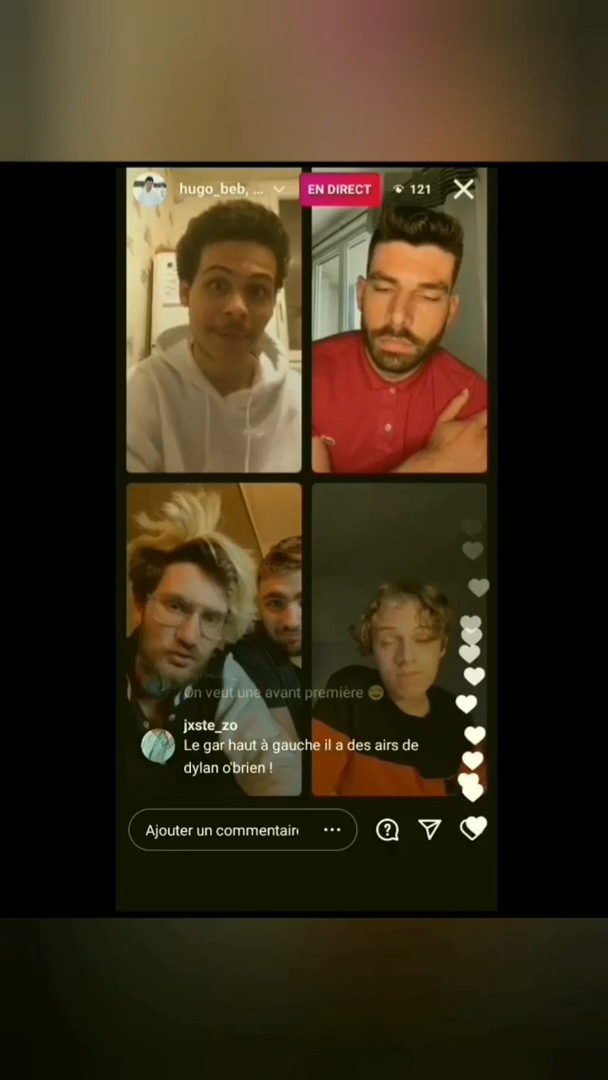 hugo_beb, ...
EN DIRECT
121
On veut une avant première 😅
jxste_zo
Le gar haut à gauche il a des airs de
dylan o'brien !
Ajouter un commentair